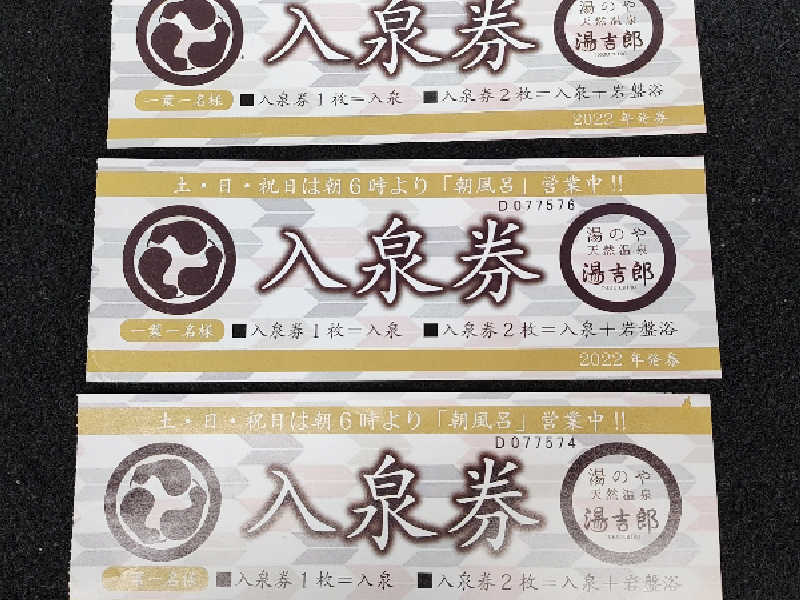 入泉券
湯のや
天然温泉
湯吉郎
一葉一名様 ■入泉券1枚=入泉 ■入泉券2枚=入泉+岩盤浴
2022年発券
土・日・祝日は朝6時より「朝風呂」営業中!!
D077576
入泉券
湯のや
天然温泉
湯吉郎
一葉一名様 ■入泉券1枚=入泉 ■入泉券2枚=入泉+岩盤浴
2022年発券
土・日・祝日は朝6時より「朝風呂」営業中!!
D077574
入泉券
湯のや
天然温泉
湯吉郎
一葉一名様 ■入泉券1枚=入泉 ■入泉券2枚=入泉+岩盤浴